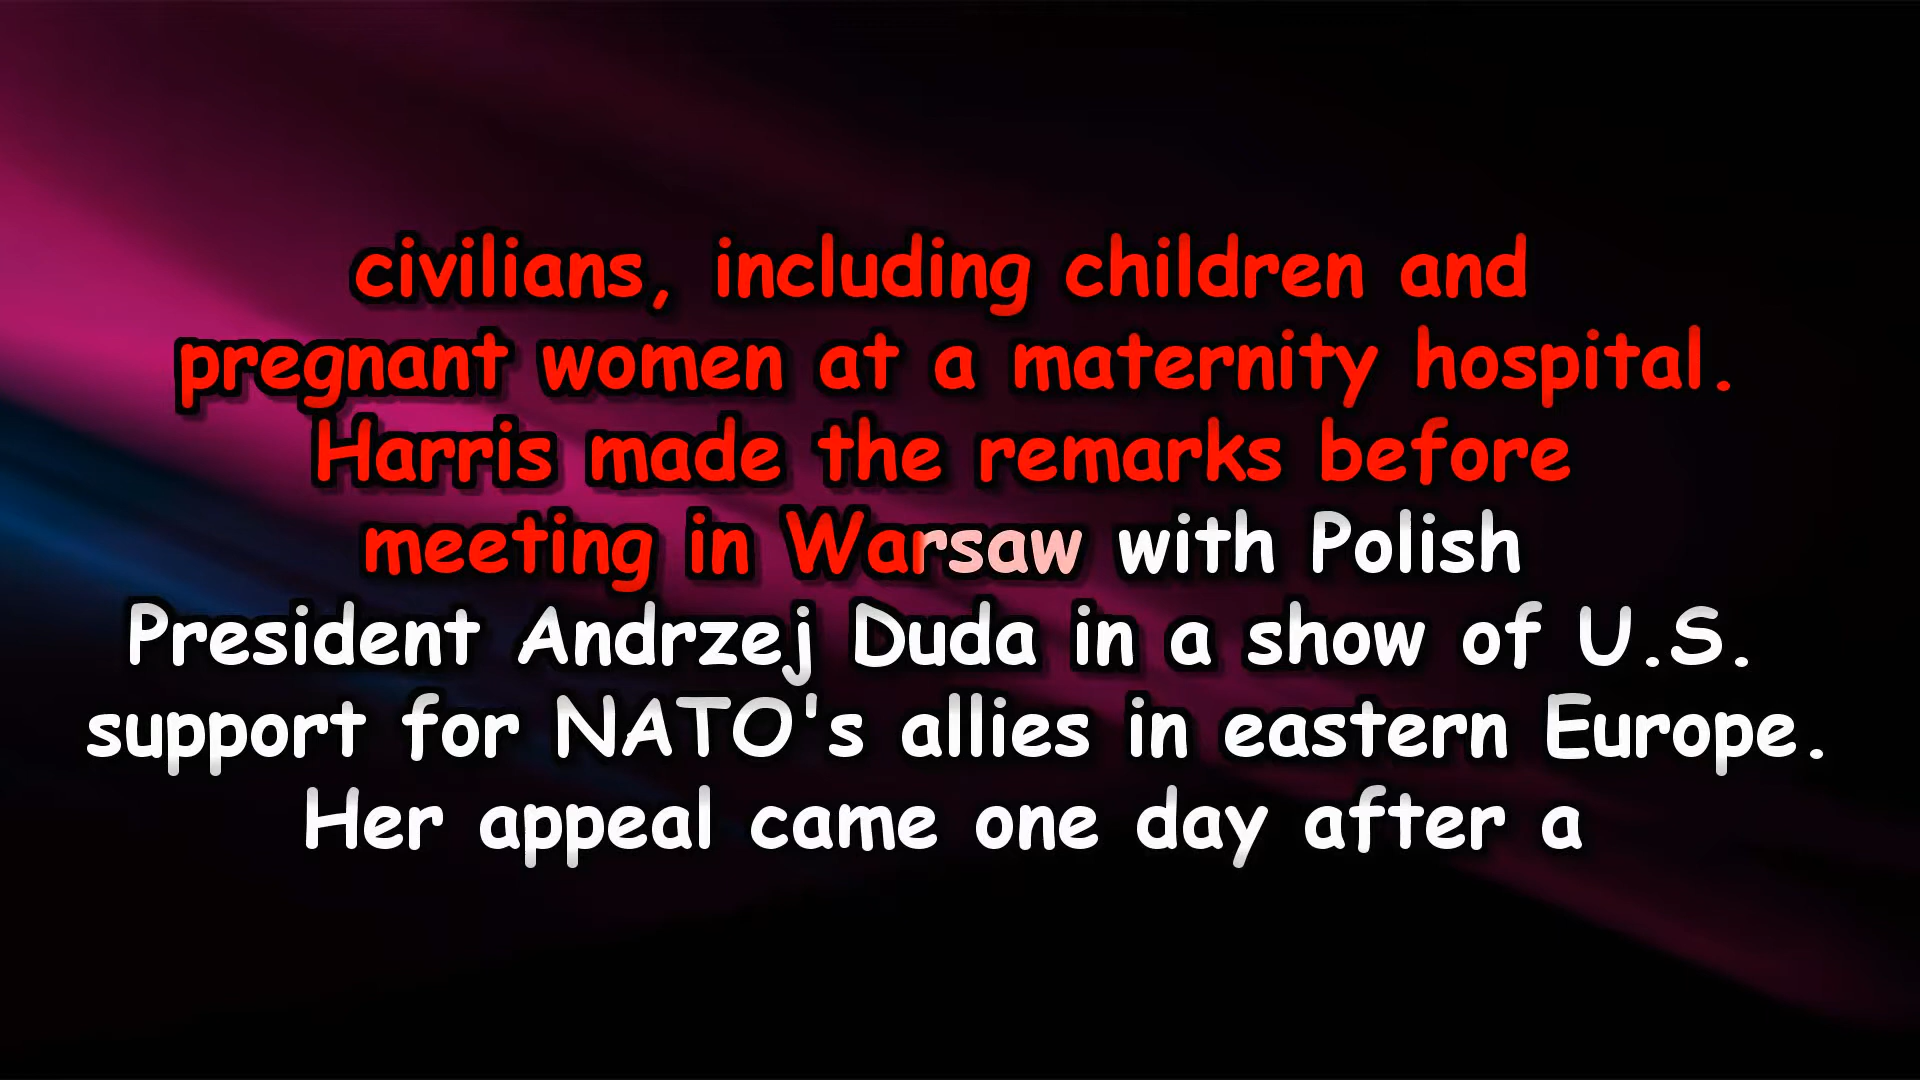 civilians, including children and
pregnant women at a maternity hospital.
Harris made the remarks before
meeting in Warsaw with Polish
President Andrzej Duda in a show of U.S.
support for NATO's allies in eastern Europe.
Her appeal came one day after a